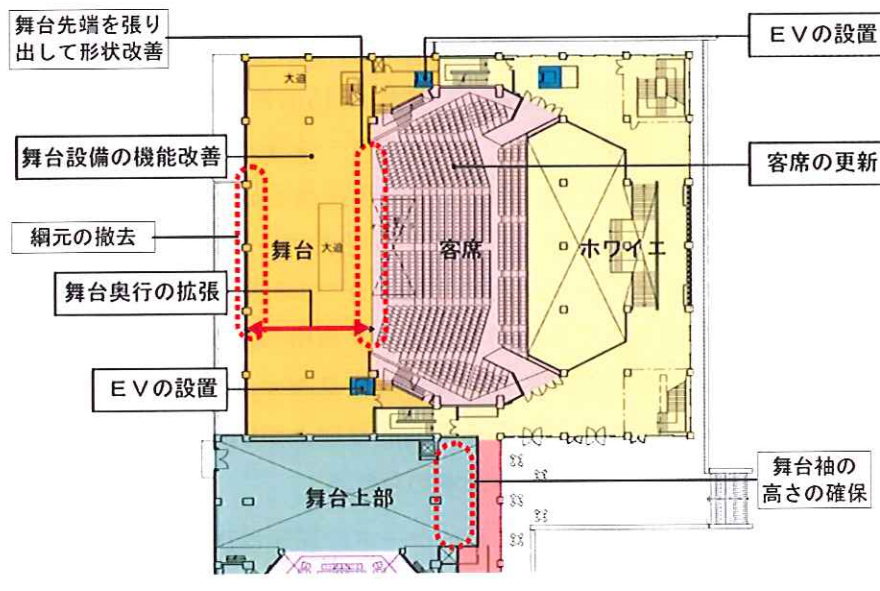 舞台先端を張り
出して形状改善
EVの設置
大迫
舞台設備の機能改善
客席の更新
綱元の撤去
舞台
大迫
客席
ホワイエ
舞台奥行の拡張
EVの設置
舞台上部
舞台袖の
高さの確保